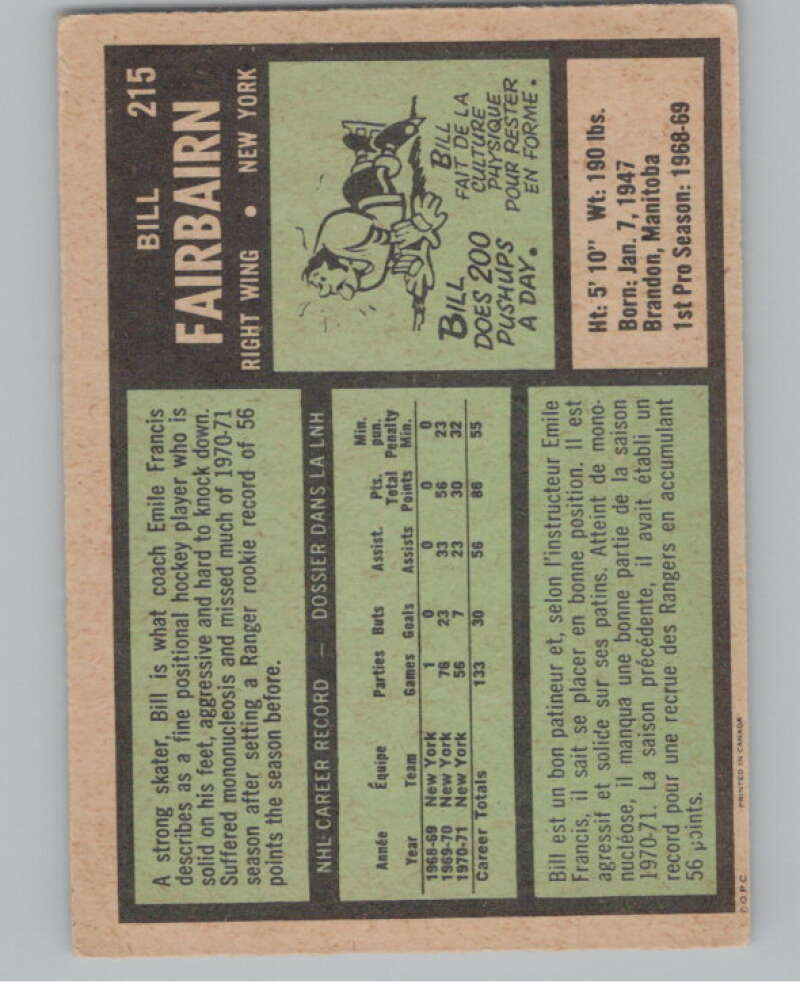 BILL 215
FAIRBAIRN
RIGHT WING • NEW YORK
A strong skater, Bill is what coach Emile Francis
describes as a fine positional hockey player who is
solid on his feet, aggressive and hard to knock down.
Suffered mononucleosis and missed much of 1970-71
season after setting a Ranger rookie record of 56
points the season before.
BILL
DOES 200
PUSHUPS
A DAY.
BILL
FAIT DE LA
CULTURE
PHYSIQUE
POUR RESTER
EN FORME.
NHL CAREER RECORD — DOSSIER DANS LA LNH
Année Équipe Parties Buts Assist. Pts. Total Min. pun. Penalty
Year Team Games Goals Assists Points Min.
1968-69 New York 1 0 0 0 0
1969-70 New York 76 23 33 56 23
1970-71 New York 56 7 23 30 32
Career Totals 133 30 56 86 55
Ht: 5' 10" Wt: 190 lbs.
Born: Jan. 7, 1947
Brandon, Manitoba
1st Pro Season: 1968-69
Bill est un bon patineur et, selon l'instructeur Emile
Francis, il sait se placer en bonne position. Il est
agressif et solide sur ses patins. Atteint de mono-
nucléose, il manqua une bonne partie de la saison
1970-71. La saison précédente, il avait établi un
record pour une recrue des Rangers en accumulant
56 points.
© O.P.C. PRINTED IN CANADA